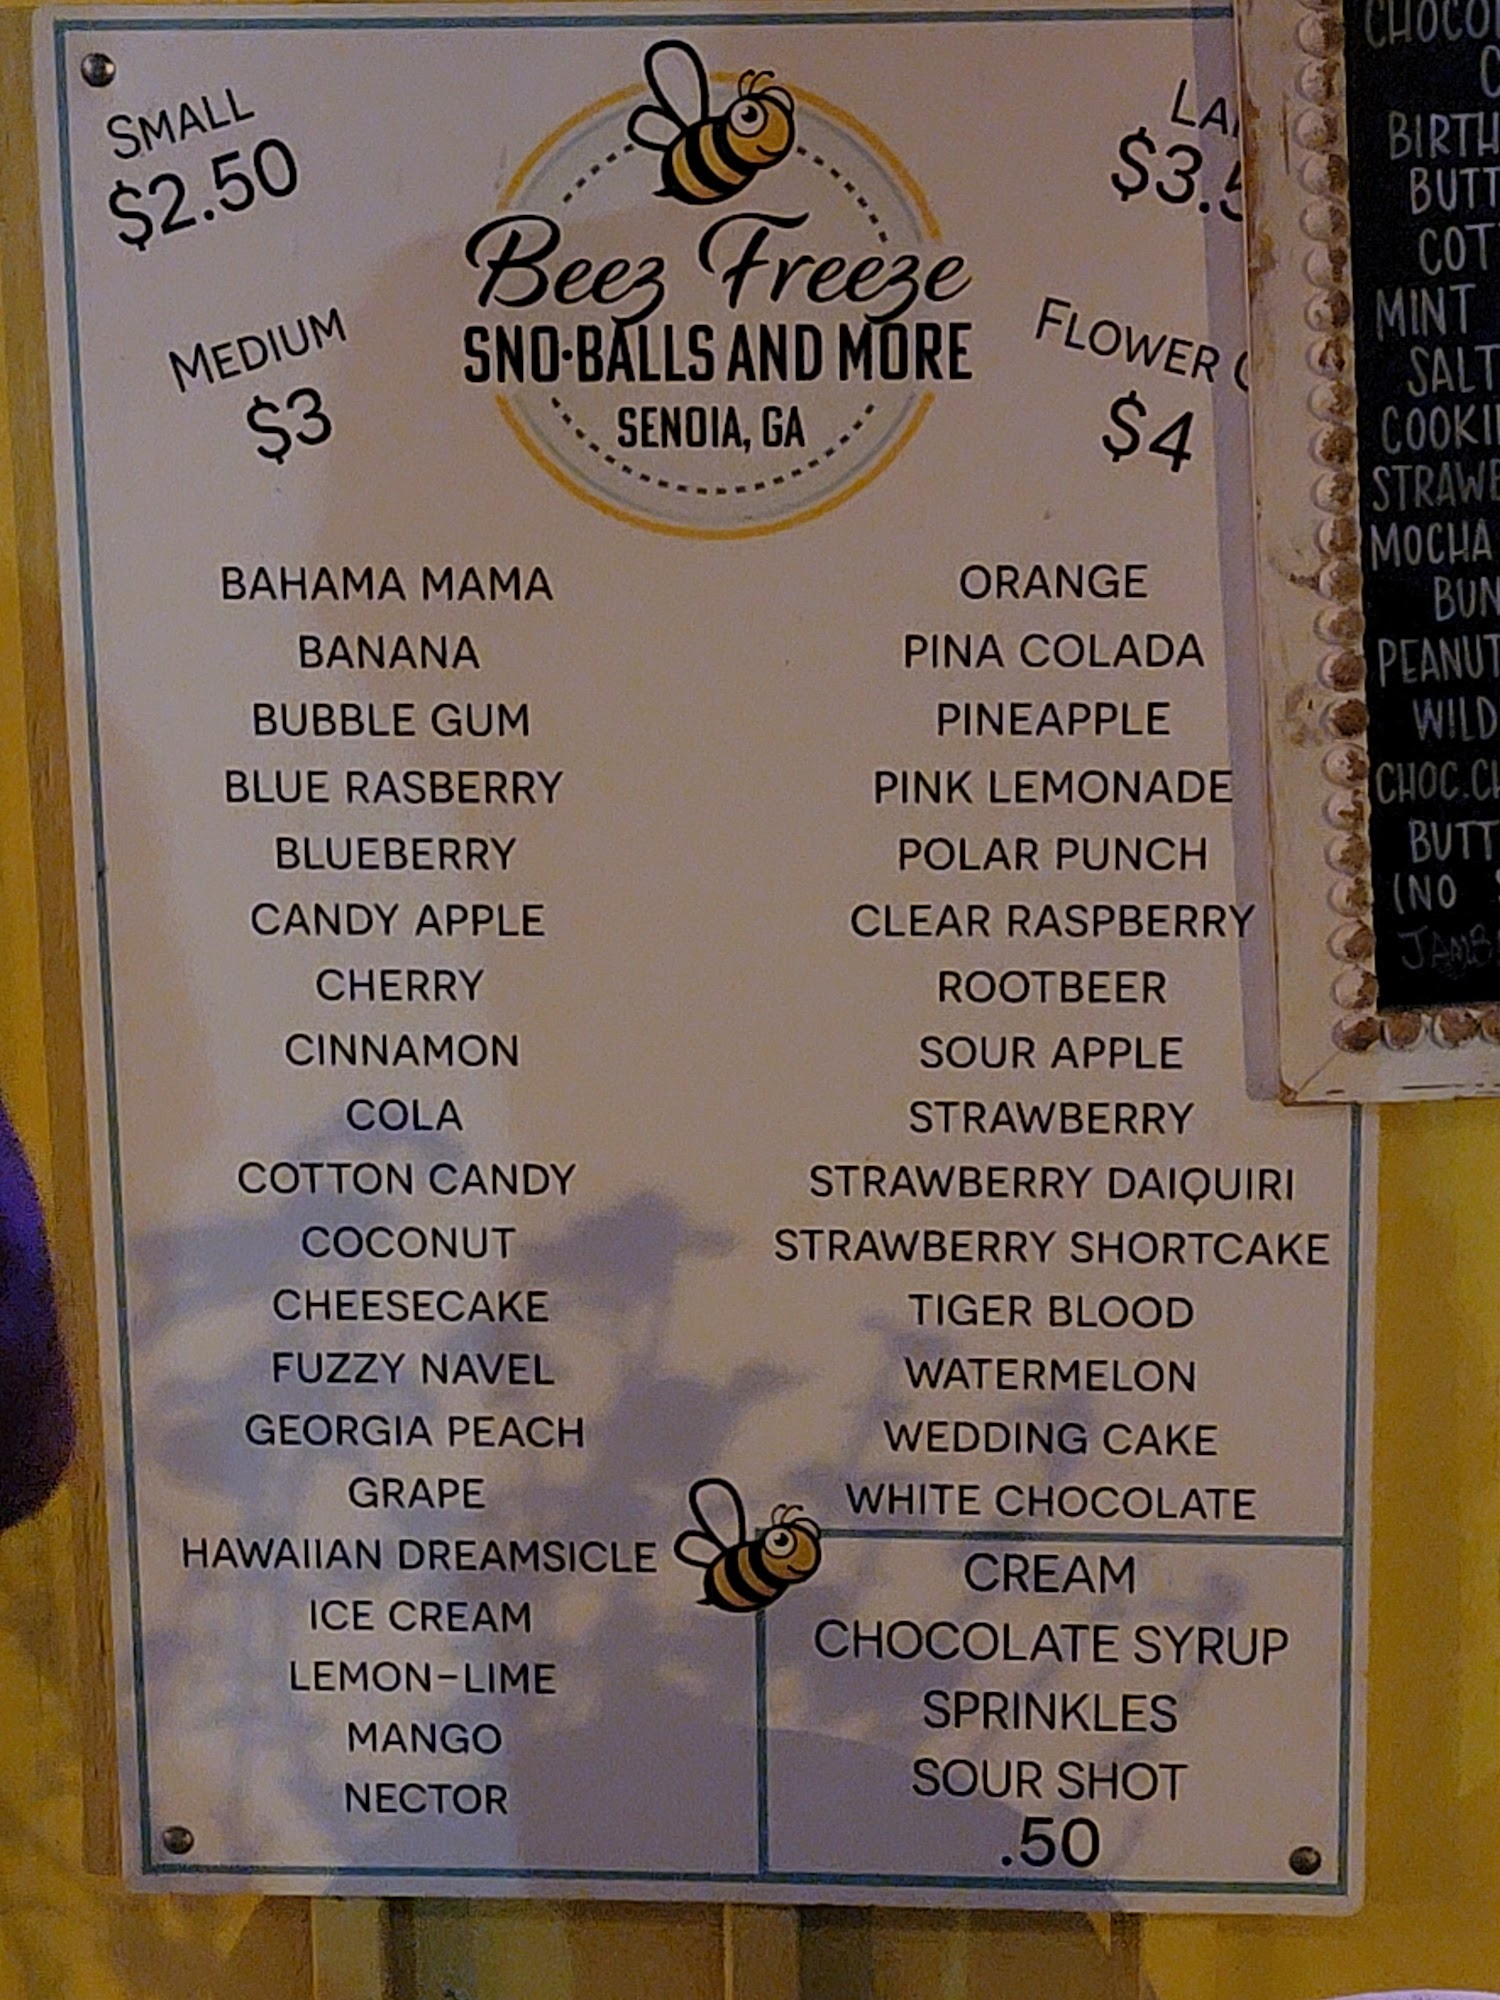 SMALL
$2.50
MEDIUM
$3
Beez Freeze
SNO·BALLS AND MORE
SENOIA, GA
FLOWER
$4
BAHAMA MAMA
BANANA
BUBBLE GUM
BLUE RASBERRY
BLUEBERRY
CANDY APPLE
CHERRY
CINNAMON
COLA
COTTON CANDY
COCONUT
CHEESECAKE
FUZZY NAVEL
GEORGIA PEACH
GRAPE
HAWAIIAN DREAMSICLE
ICE CREAM
LEMON-LIME
MANGO
NECTOR
ORANGE
PINA COLADA
PINEAPPLE
PINK LEMONADE
POLAR PUNCH
CLEAR RASPBERRY
ROOTBEER
SOUR APPLE
STRAWBERRY
STRAWBERRY DAIQUIRI
STRAWBERRY SHORTCAKE
TIGER BLOOD
WATERMELON
WEDDING CAKE
WHITE CHOCOLATE
CREAM
CHOCOLATE SYRUP
SPRINKLES
SOUR SHOT
.50
MINT
MOCHA
(NO